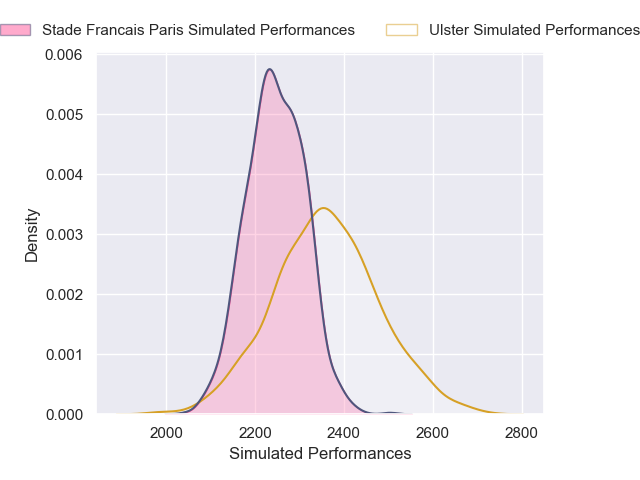 Stade Francais Paris Simulated Performances Ulster Simulated Performances
0.006
0.005
0.004
0.003
0.002
0.001
0.000
Density
2000 2200 2400 2600 2800
Simulated Performances